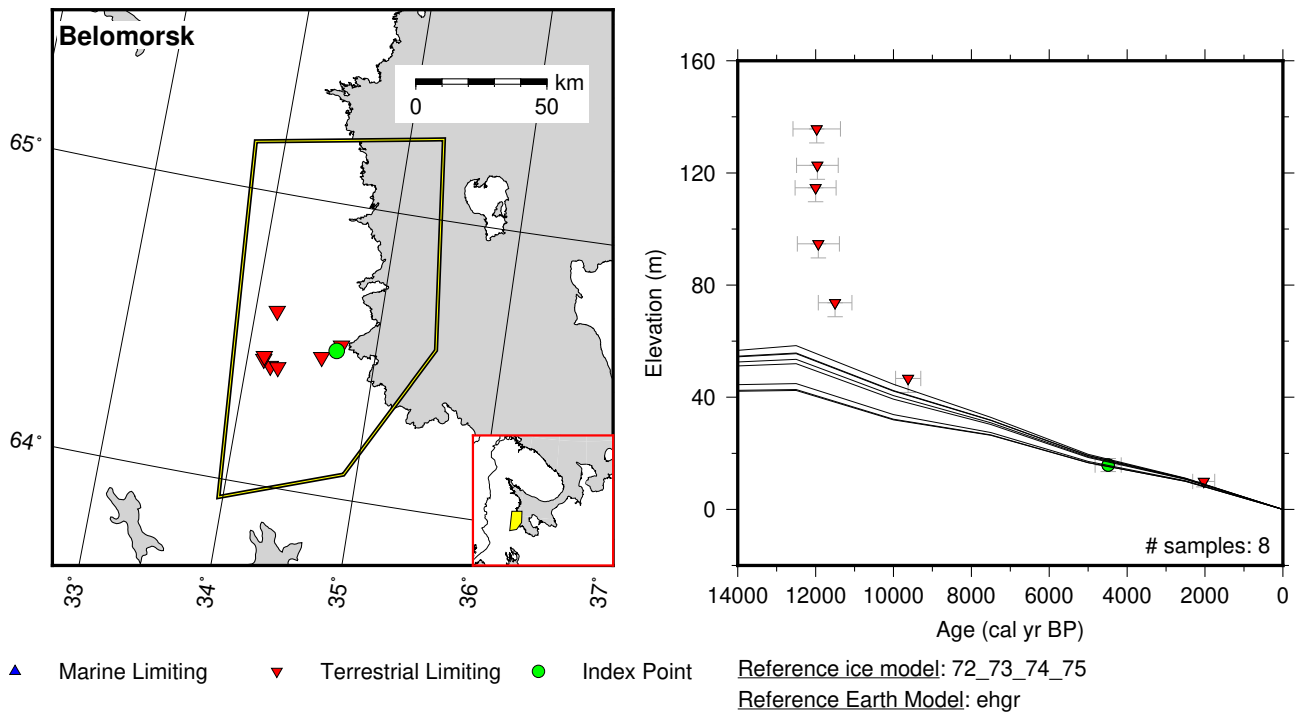 Belomorsk
km
0 50
65°
64°
33° 34° 35° 36° 37°
160
120
80
40
0
Elevation (m)
# samples: 8
14000 12000 10000 8000 6000 4000 2000 0
Age (cal yr BP)
Marine Limiting Terrestrial Limiting Index Point
Reference ice model: 72_73_74_75
Reference Earth Model: ehgr